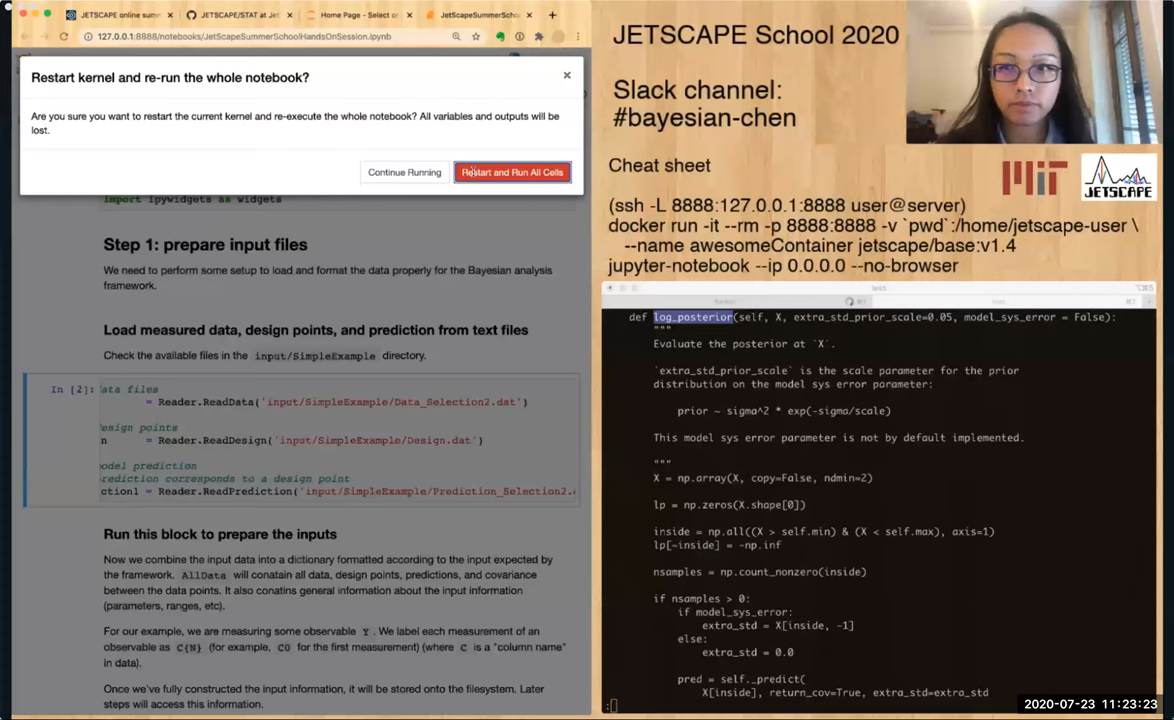 JETSCAPE online summ
JETSCAPE/STAT at Jet
Home Page - Select or
JetScapeSummerScho
127.0.0.1:8888/notebooks/JetScapeSummerSchoolHandsOnSession.ipynb
Restart kernel and re-run the whole notebook?
Are you sure you want to restart the current kernel and re-execute the whole notebook? All variables and outputs will be
lost.
Continue Running
Restart and Run All Cells
import ipywidgets as widgets
Step 1: prepare input files
We need to perform some setup to load and format the data properly for the Bayesian analysis
framework.
Load measured data, design points, and prediction from text files
Check the available files in the input/SimpleExample directory.
In [2]:
ata files
= Reader.ReadData('input/SimpleExample/Data_Selection2.dat')
esign points
n = Reader.ReadDesign('input/SimpleExample/Design.dat')
odel prediction
rediction corresponds to a design point
ction1 = Reader.ReadPrediction('input/SimpleExample/Prediction_Selection2.
Run this block to prepare the inputs
Now we combine the input data into a dictionary formatted according to the input expected by
the framework. AllData will conatain all data, design points, predictions, and covariance
between the data points. It also conatins general information about the input information
(parameters, ranges, etc).
For our example, we are measuring some observable Y. We label each measurement of an
observable as C{N} (for example, C0 for the first measurement) (where C is a "column name"
in data).
Once we've fully constructed the input information, it will be stored onto the filesystem. Later
steps will access this information.
JETSCAPE School 2020
Slack channel:
#bayesian-chen
Cheat sheet
MIT
JETSCAPE
(ssh -L 8888:127.0.0.1:8888 user@server)
docker run -it --rm -p 8888:8888 -v `pwd`:/home/jetscape-user \
--name awesomeContainer jetscape/base:v1.4
jupyter-notebook --ip 0.0.0.0 --no-browser
less
def log_posterior(self, X, extra_std_prior_scale=0.05, model_sys_error = False):
"""
Evaluate the posterior at `X`.
`extra_std_prior_scale` is the scale parameter for the prior
distribution on the model sys error parameter:
prior ~ sigma^2 * exp(-sigma/scale)
This model sys error parameter is not by default implemented.
"""
X = np.array(X, copy=False, ndmin=2)
lp = np.zeros(X.shape[0])
inside = np.all((X > self.min) & (X < self.max), axis=1)
lp[~inside] = -np.inf
nsamples = np.count_nonzero(inside)
if nsamples > 0:
if model_sys_error:
extra_std = X[inside, -1]
else:
extra_std = 0.0
pred = self._predict(
X[inside], return_cov=True, extra_std=extra_std
:
2020-07-23 11:23:23